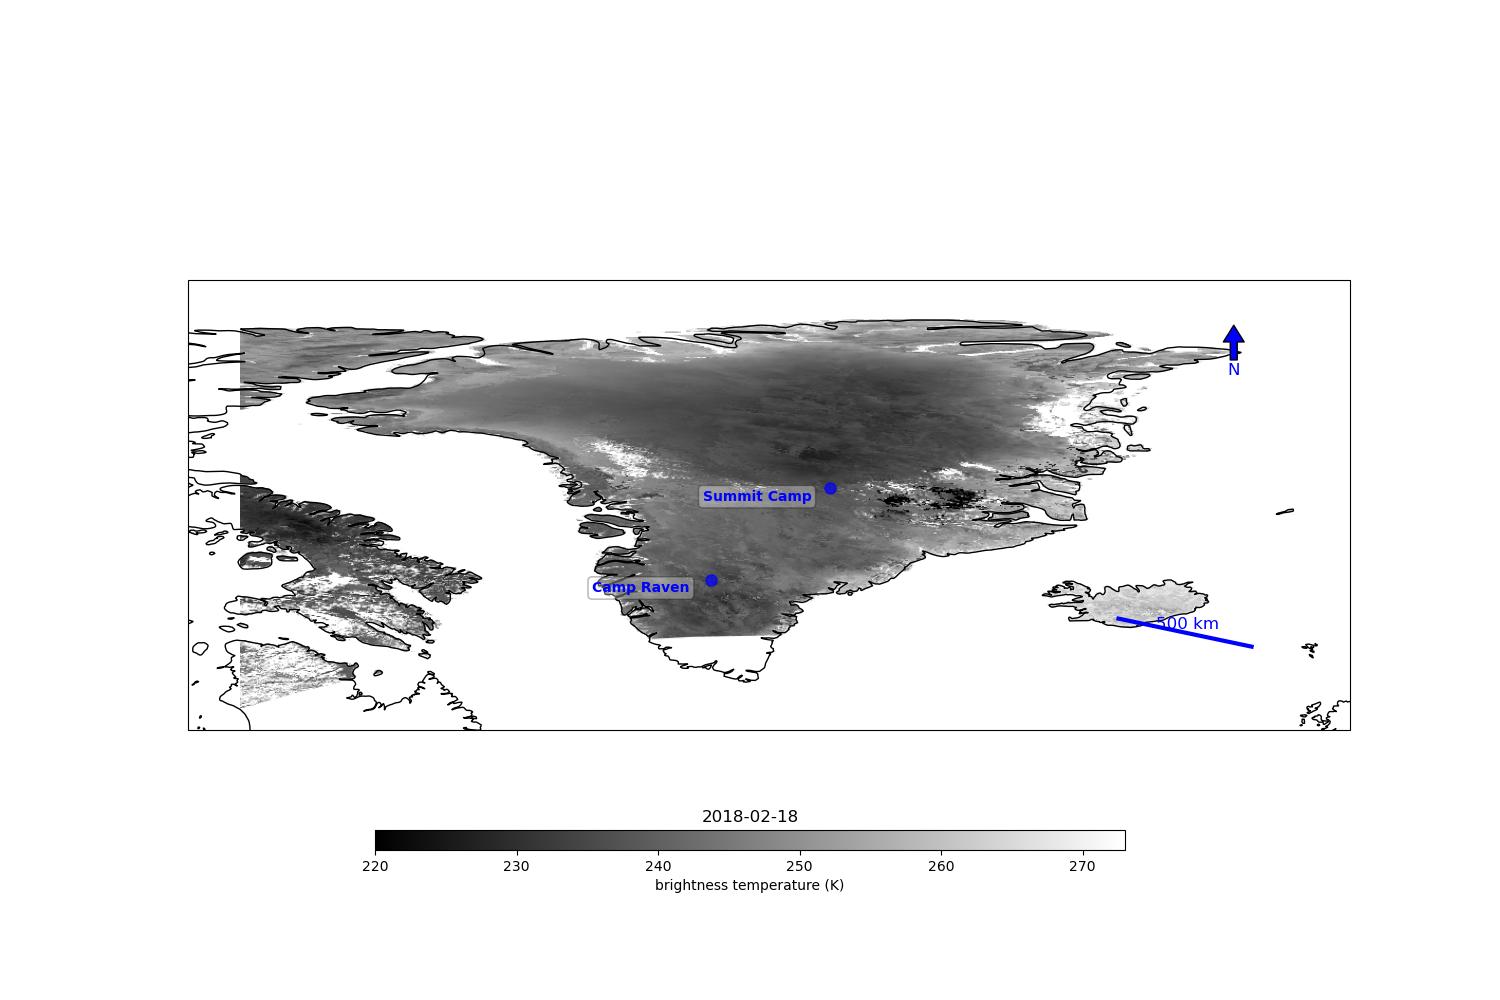 N
Summit Camp
Camp Raven
500 km
2018-02-18
220 230 240 250 260 270
brightness temperature (K)